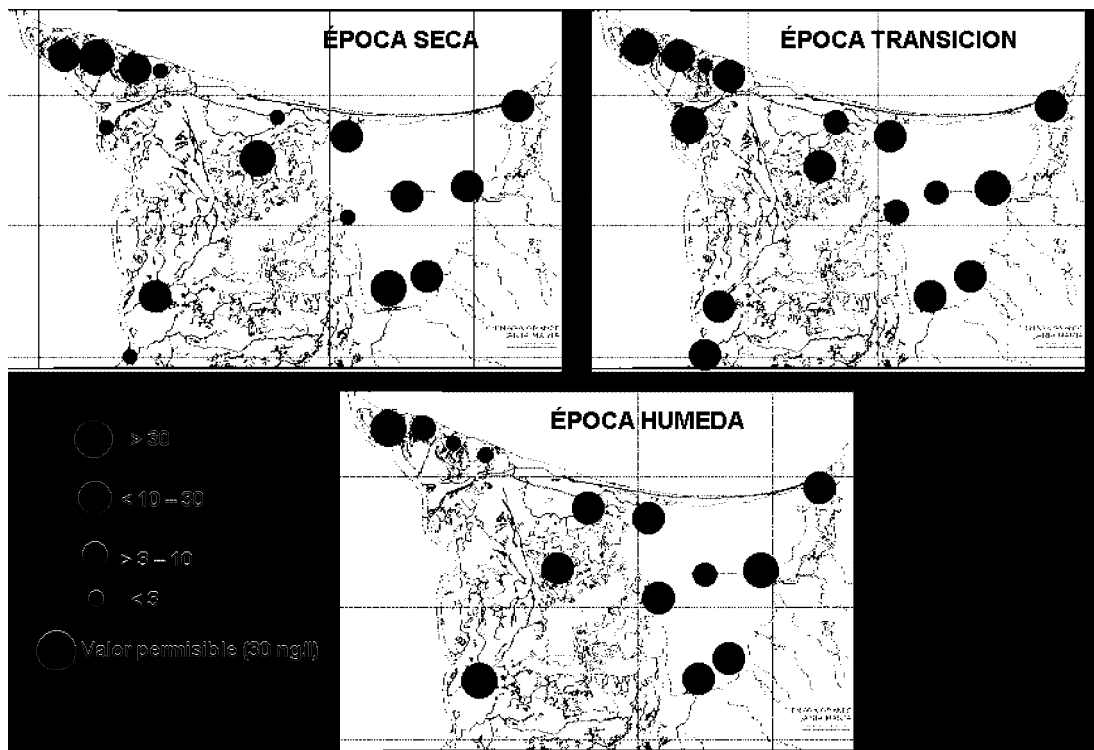 ÉPOCA SECA
ÉPOCA TRANSICION
ÉPOCA HUMEDA
> 30
< 10 – 30
> 3 – 10
< 3
Valor permisible (30 ng/l)